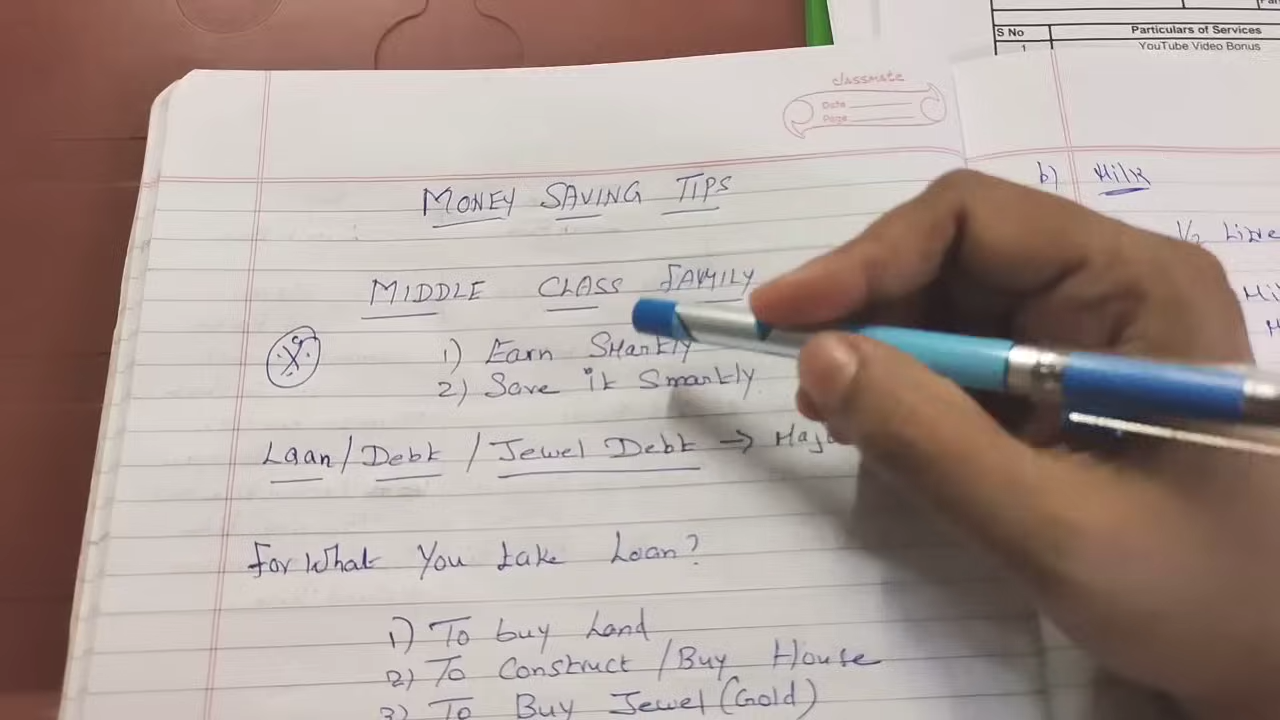 S No Particulars of Services
1 YouTube Video Bonus
classmate
Date
Page
MONEY SAVING TIPS
MIDDLE CLASS FAMILY
1) Earn SMartly
2) Save it Smartly
Loan / Debt / Jewel Debt →
For What You take Loan?
1) To buy Land
2) To Construct / Buy House
3) To Buy Jewel (Gold)
b) Milk
1/2